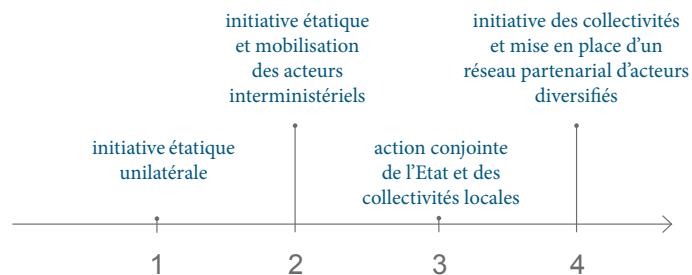 initiative étatique
et mobilisation
des acteurs
interministériels
initiative des collectivités
et mise en place d'un
réseau partenarial d'acteurs
diversifiés
initiative étatique
unilatérale
action conjointe
de l'Etat et des
collectivités locales
1 2 3 4